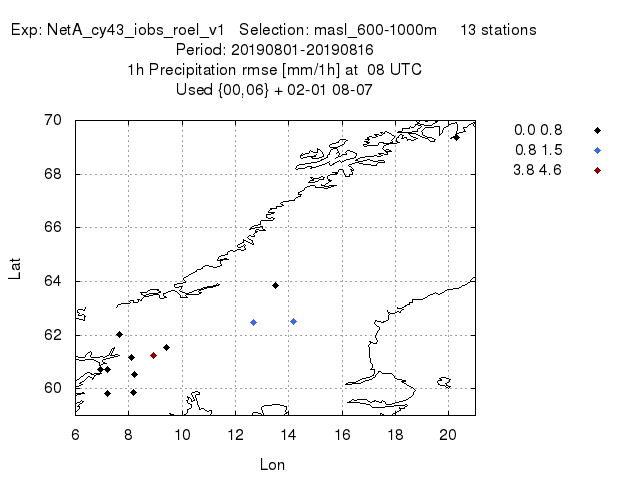 Exp: NetA_cy43_iobs_roel_v1   Selection: masl_600-1000m     13 stations
Period: 20190801-20190816
1h Precipitation rmse [mm/1h] at  08 UTC
Used {00,06} + 02-01 08-07
0.0 0.8
0.8 1.5
3.8 4.6
70
68
66
64
62
60
Lat
6 8 10 12 14 16 18 20
Lon